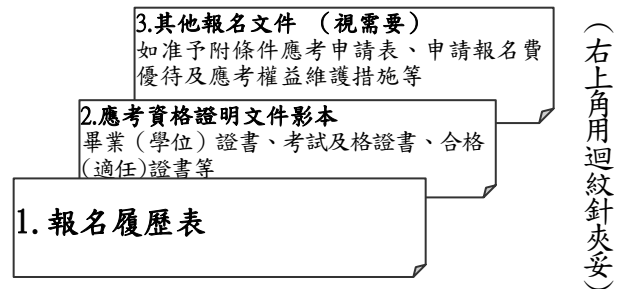 3.其他報名文件 （視需要）
如准予附條件應考申請表、申請報名費
優待及應考權益維護措施等
2.應考資格證明文件影本
畢業（學位）證書、考試及格證書、合格
(適任)證書等
1.報名履歷表
（右上角用迴紋針夾妥）